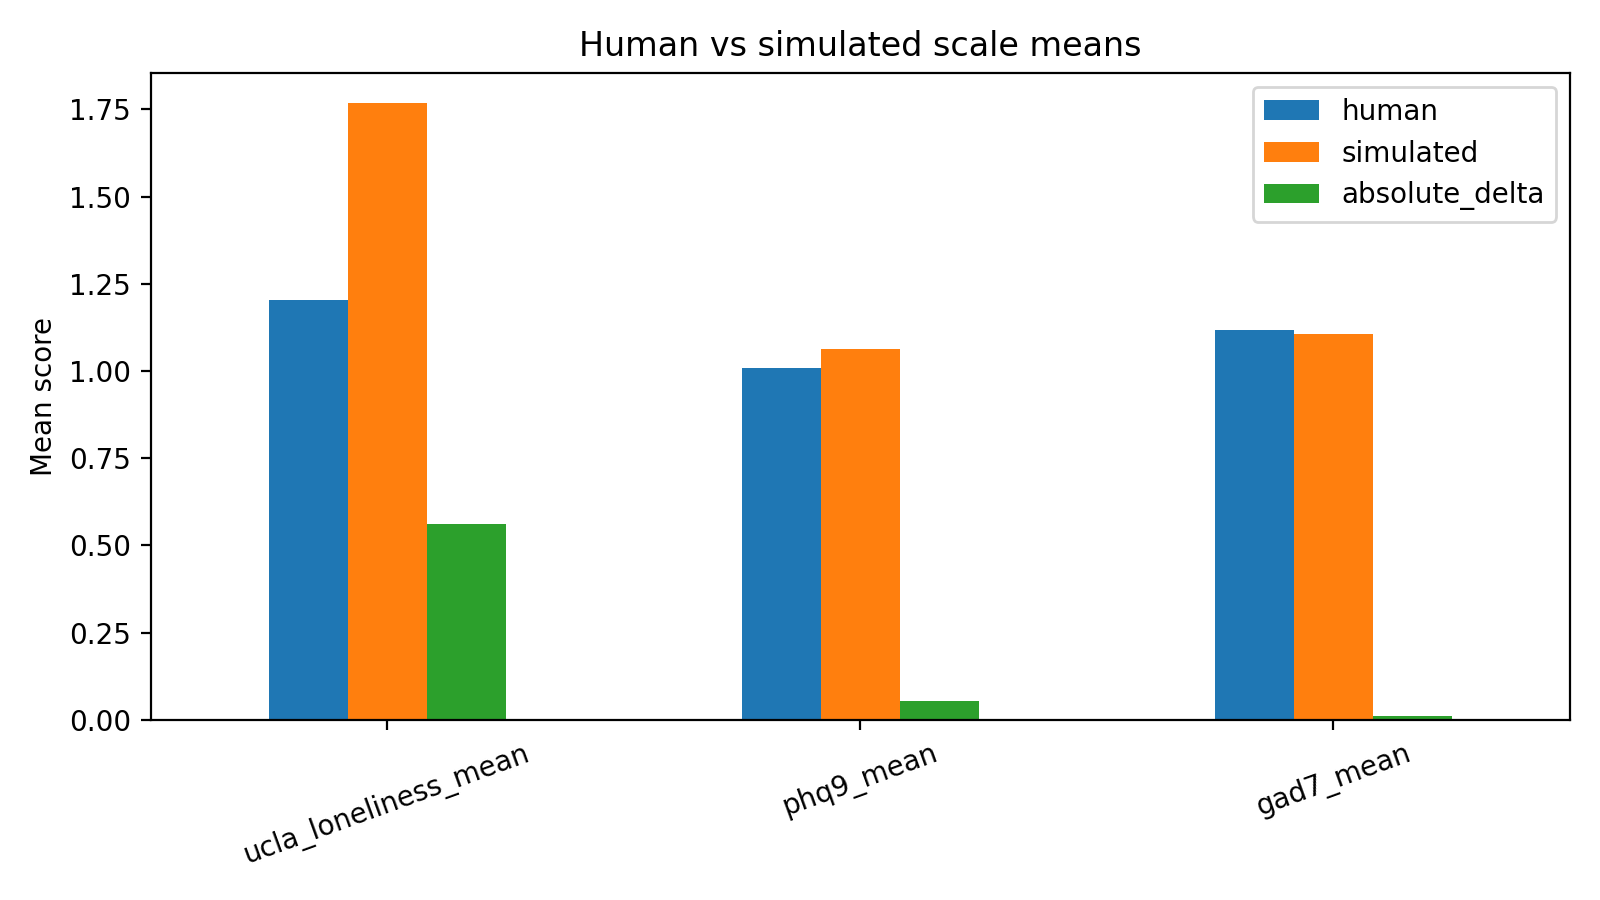 Human vs simulated scale means
human
simulated
absolute_delta
Mean score
1.75
1.50
1.25
1.00
0.75
0.50
0.25
0.00
ucla_loneliness_mean
phq9_mean
gad7_mean